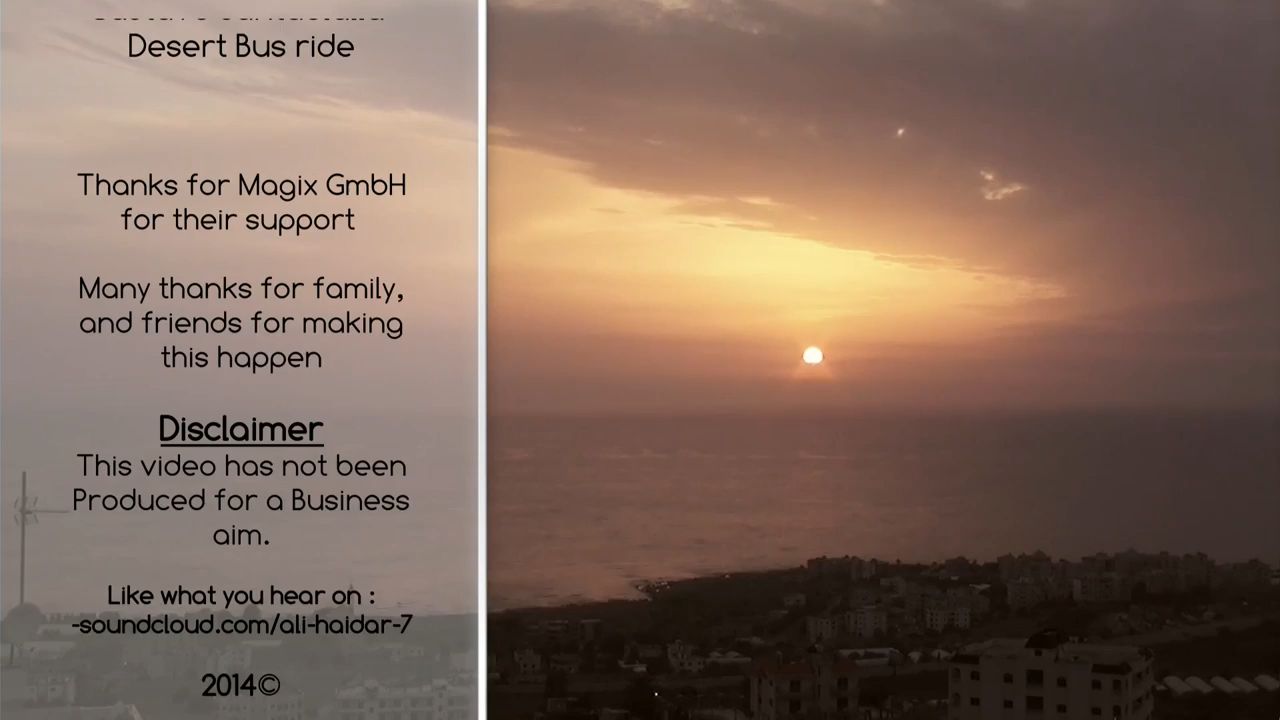 Desert Bus ride
Thanks for Magix GmbH
for their support
Many thanks for family,
and friends for making
this happen
Disclaimer
This video has not been
Produced for a Business
aim.
Like what you hear on :
-soundcloud.com/ali-haidar-7
2014©